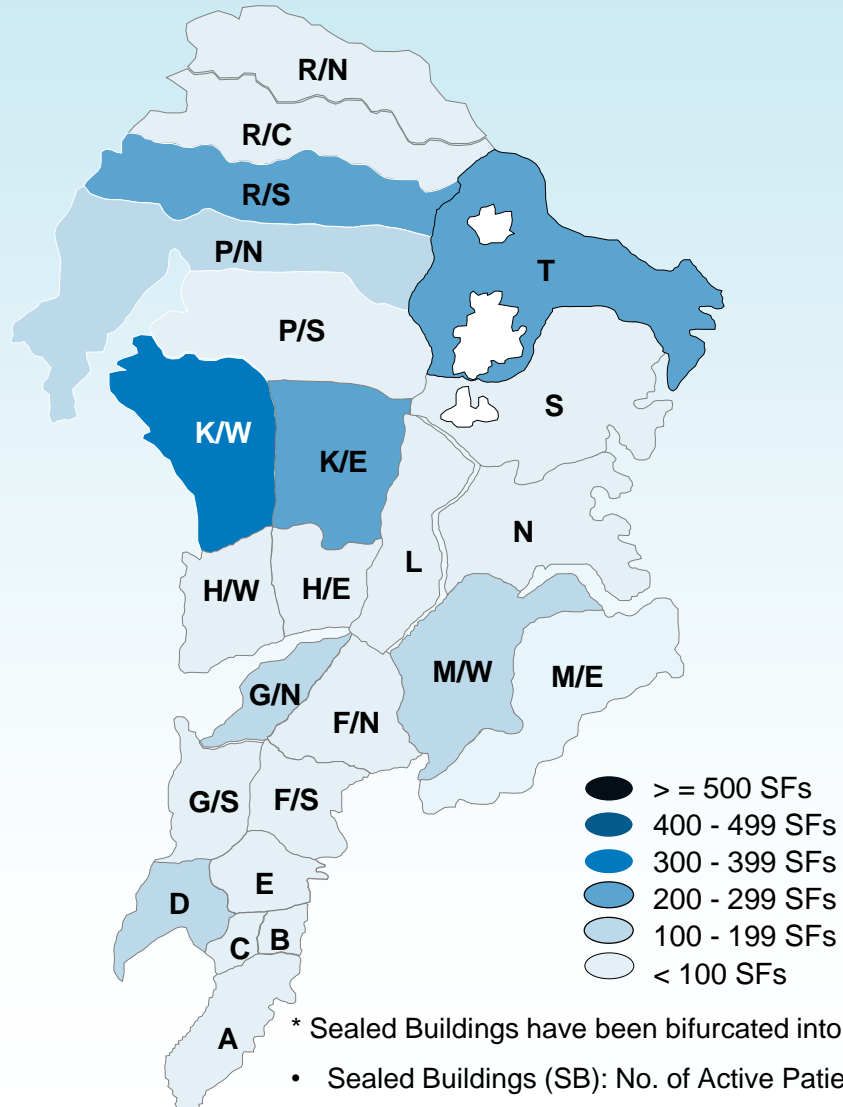 R/N
R/C
R/S
P/N
T
P/S
S
K/W
K/E
N
L
H/W
H/E
M/W
M/E
G/N
F/N
G/S
F/S
E
D
B
C
A
> = 500 SFs
400 - 499 SFs
300 - 399 SFs
200 - 299 SFs
100 - 199 SFs
< 100 SFs
* Sealed Buildings have been bifurcated into
• Sealed Buildings (SB): No. of Active Patie